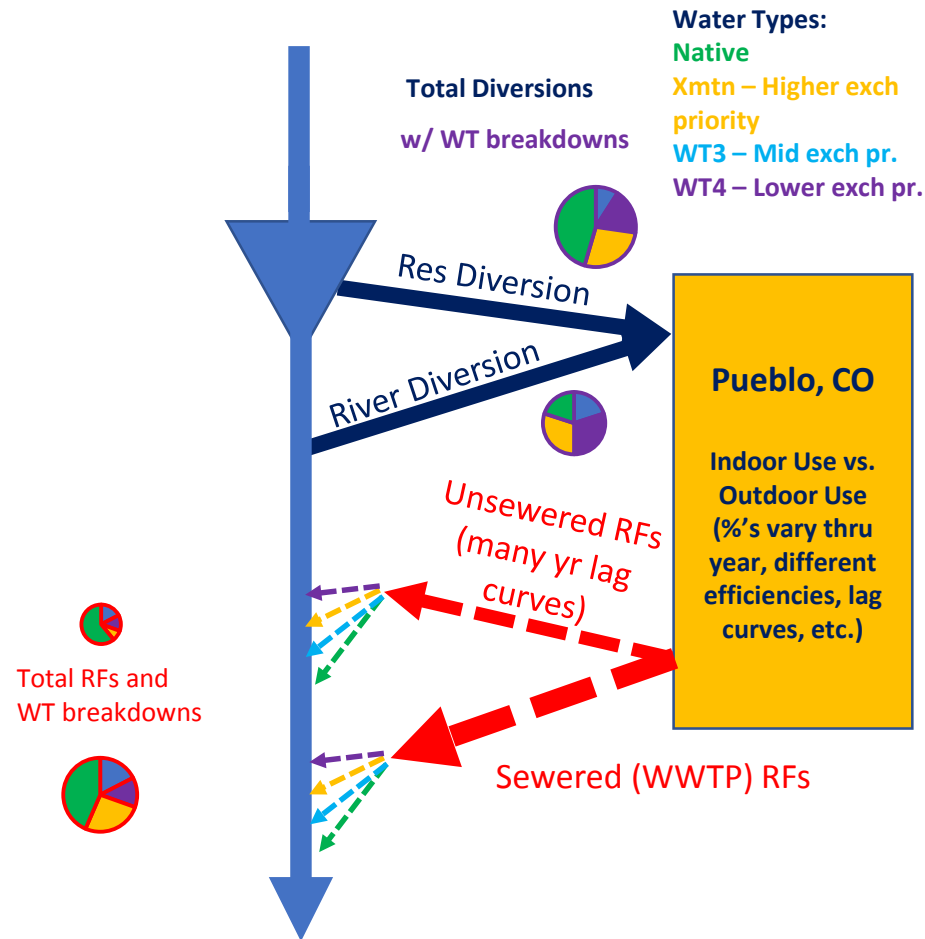 Water Types:
Native
Xmtn – Higher exch
priority
WT3 – Mid exch pr.
WT4 – Lower exch pr.
Total Diversions
w/ WT breakdowns
Res Diversion
River Diversion
Pueblo, CO
Indoor Use vs.
Outdoor Use
(%'s vary thru
year, different
efficiencies, lag
curves, etc.)
Unsewered RFs
(many yr lag
curves)
Total RFs and
WT breakdowns
Sewered (WWTP) RFs